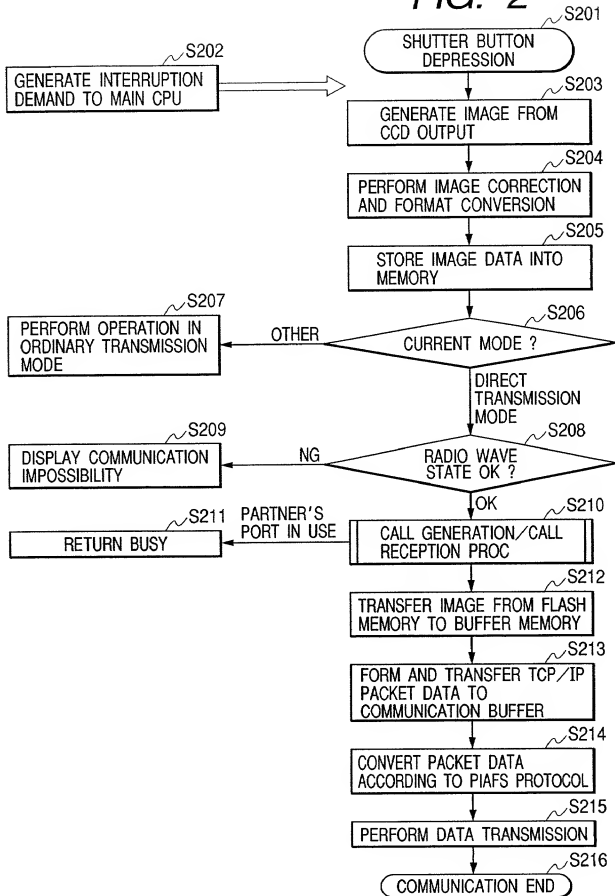 FIG. 2
S201
SHUTTER BUTTON
DEPRESSION
S202
GENERATE INTERRUPTION
DEMAND TO MAIN CPU
S203
GENERATE IMAGE FROM
CCD OUTPUT
S204
PERFORM IMAGE CORRECTION
AND FORMAT CONVERSION
S205
STORE IMAGE DATA INTO
MEMORY
S206
CURRENT MODE ?
OTHER
S207
PERFORM OPERATION IN
ORDINARY TRANSMISSION
MODE
DIRECT
TRANSMISSION
MODE
S208
RADIO WAVE
STATE OK ?
NG
S209
DISPLAY COMMUNICATION
IMPOSSIBILITY
OK
S210
CALL GENERATION/CALL
RECEPTION PROC
PARTNER'S
PORT IN USE
S211
RETURN BUSY
S212
TRANSFER IMAGE FROM FLASH
MEMORY TO BUFFER MEMORY
S213
FORM AND TRANSFER TCP/IP
PACKET DATA TO
COMMUNICATION BUFFER
S214
CONVERT PACKET DATA
ACCORDING TO PIAFS PROTOCOL
S215
PERFORM DATA TRANSMISSION
S216
COMMUNICATION END